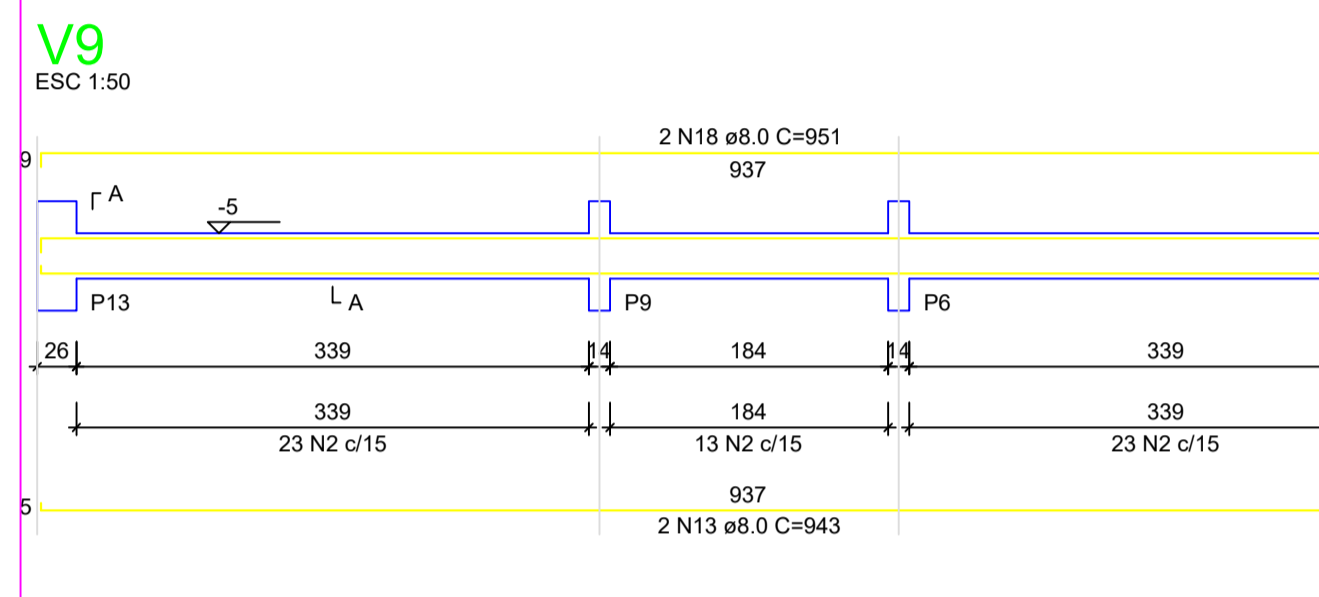 V9
ESC 1:50
2 N18 ø8.0 C=951
9
937
A
-5
P13
A
P9
P6
26
339
14
184
14
339
339
184
339
23 N2 c/15
13 N2 c/15
23 N2 c/15
937
5
2 N13 ø8.0 C=943